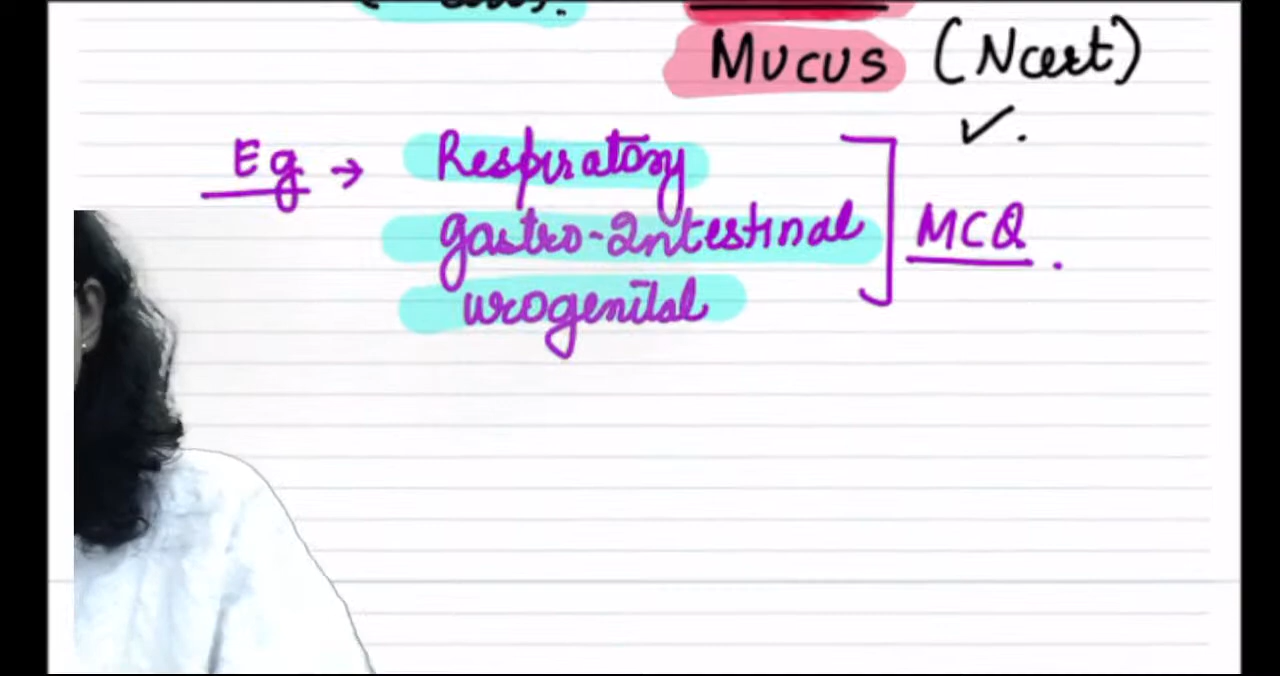 Mucus (Ncert)
Eg → Respiratory
gastro-Intestinal MCQ.
urogenital